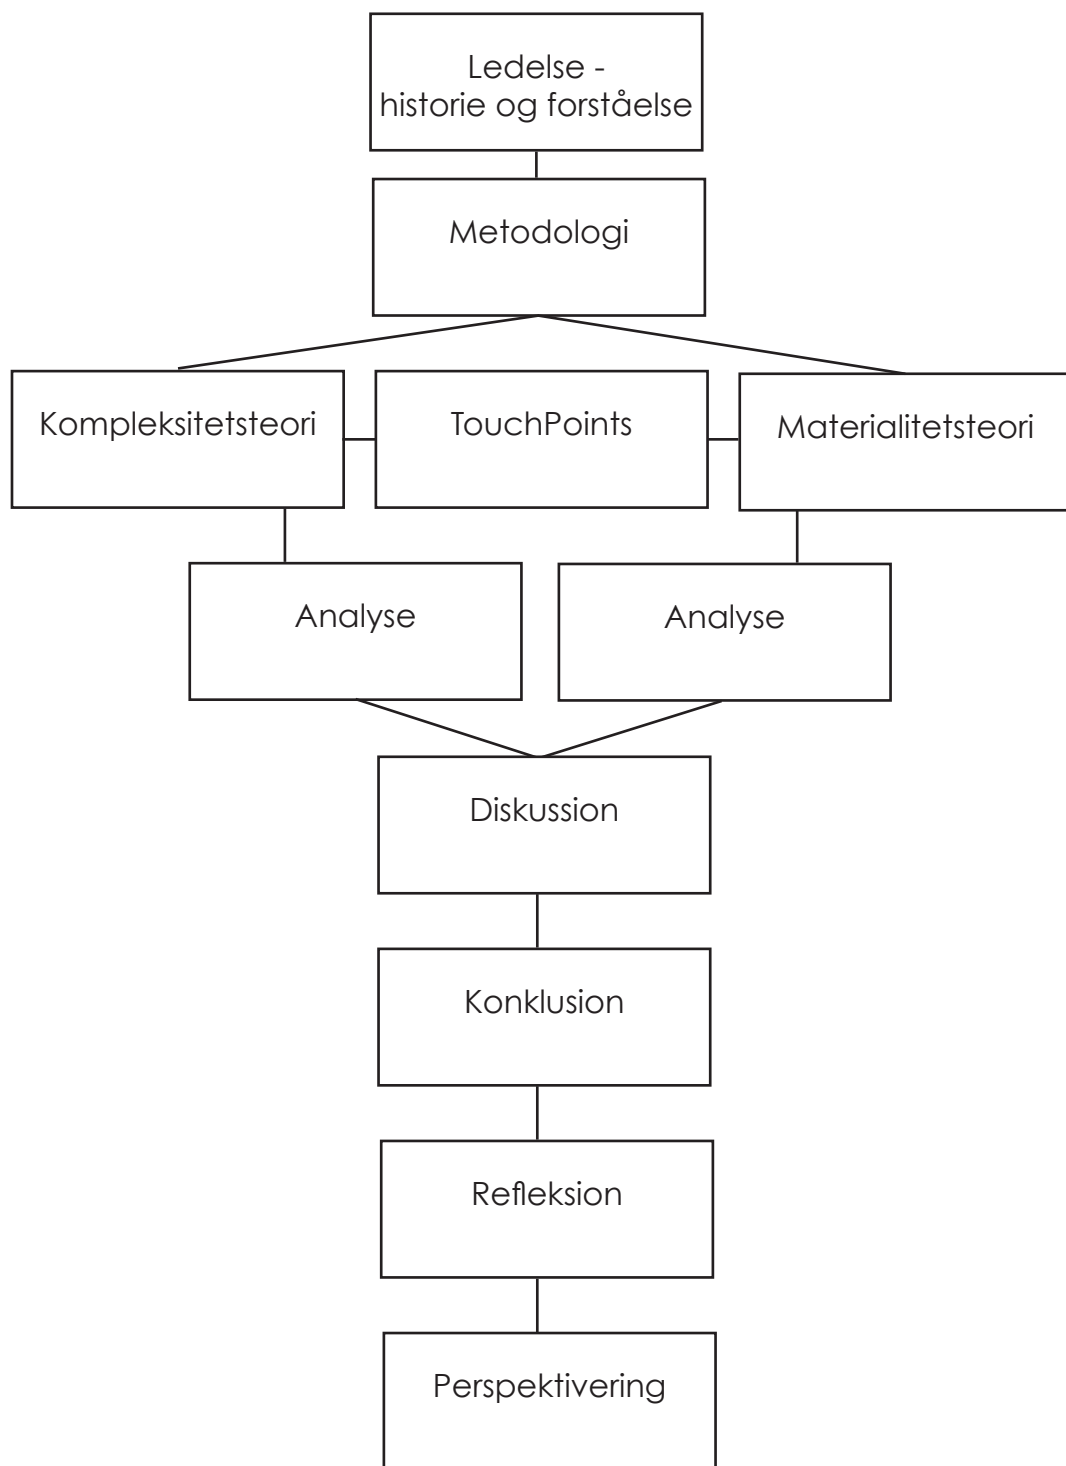 Ledelse -
historie og forståelse
Metodologi
Kompleksitetsteori
TouchPoints
Materialitetsteori
Analyse
Analyse
Diskussion
Konklusion
Refleksion
Perspektivering